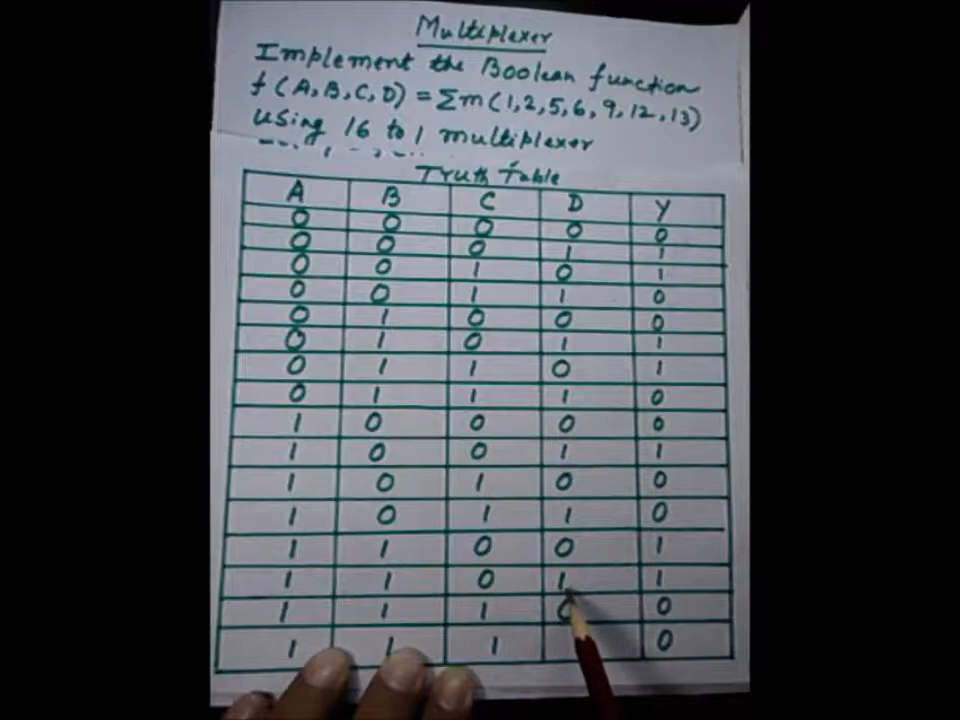 Multiplexer
Implement the Boolean function
f(A,B,C,D) = Σm(1,2,5,6,9,12,13)
using 16 to 1 multiplexer
Truth Table
A B C D Y
0 0 0 0 0
0 0 0 1 1
0 0 1 0 1
0 0 1 1 0
0 1 0 0 0
0 1 0 1 1
0 1 1 0 1
0 1 1 1 0
1 0 0 0 0
1 0 0 1 1
1 0 1 0 0
1 0 1 1 0
1 1 0 0 1
1 1 0 1 1
1 1 1 0 0
1 1 1 0